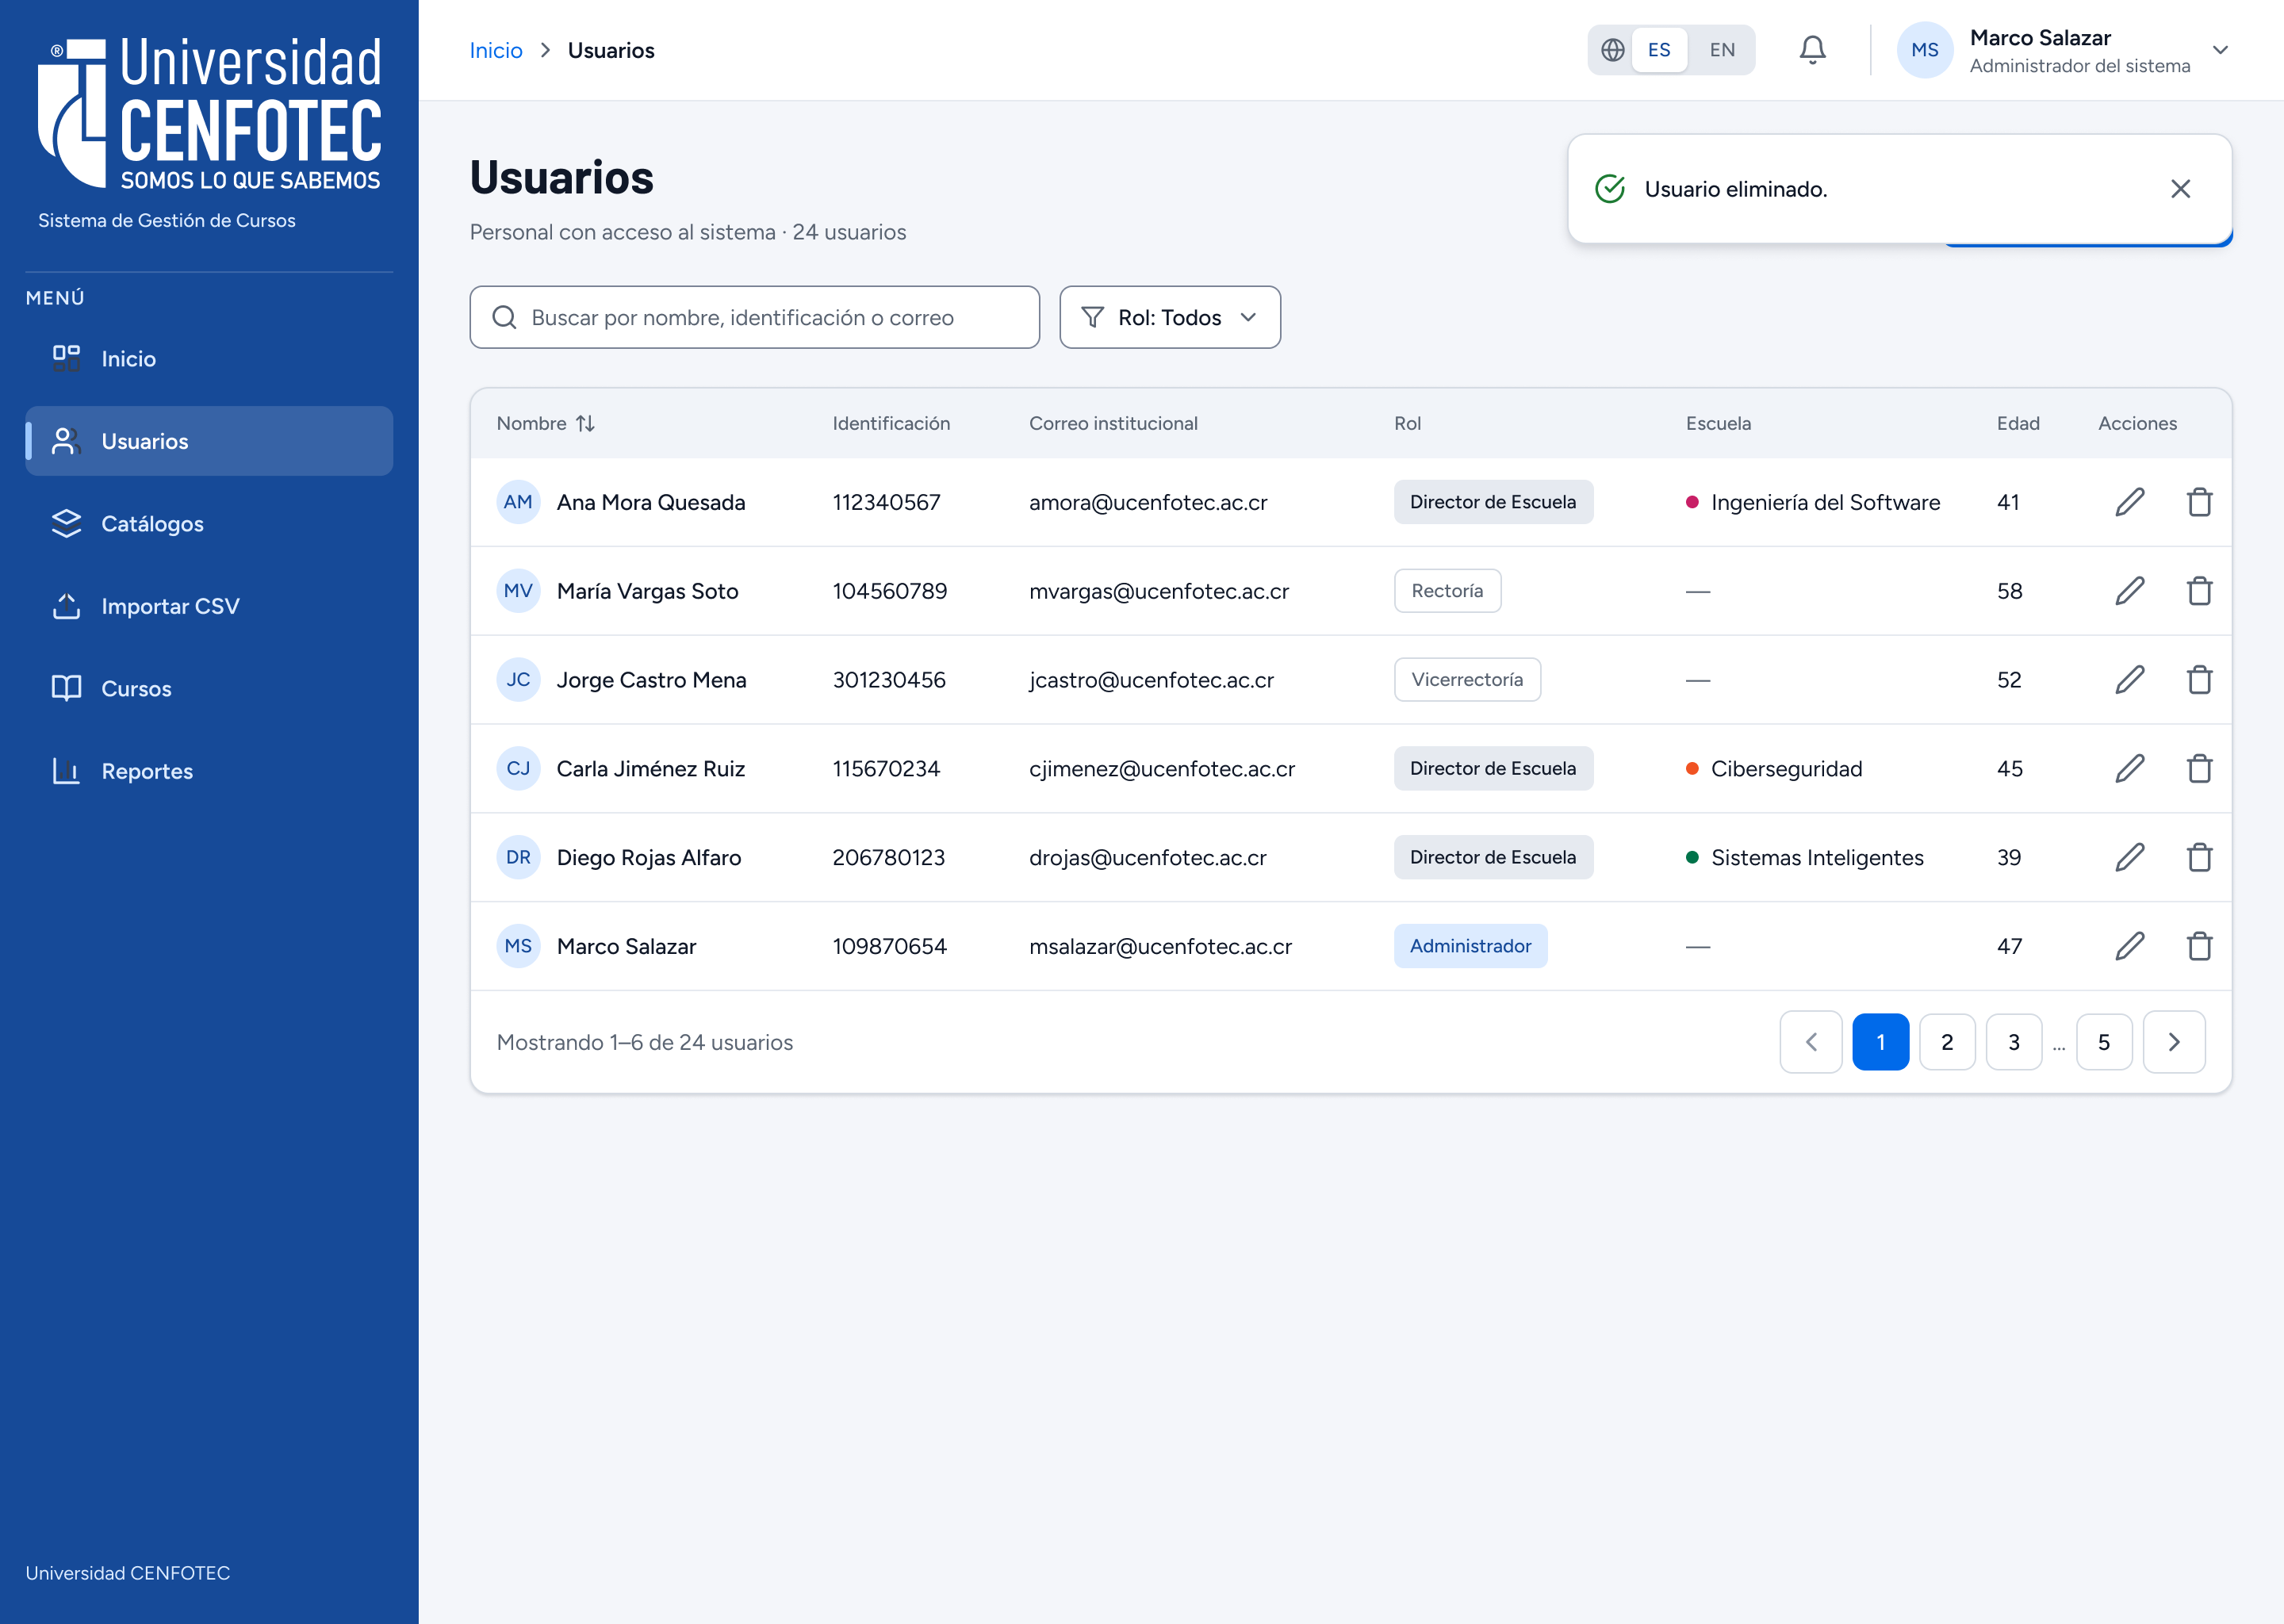 ® Universidad
CENFOTEC
SOMOS LO QUE SABEMOS
Sistema de Gestión de Cursos
MENÚ
Inicio
Usuarios
Catálogos
Importar CSV
Cursos
Reportes
Universidad CENFOTEC
Inicio Usuarios
ES EN
MS Marco Salazar
Administrador del sistema
Usuarios
Personal con acceso al sistema · 24 usuarios
Usuario eliminado.
Buscar por nombre, identificación o correo
Rol: Todos
Nombre Identificación Correo institucional Rol Escuela Edad Acciones
AM Ana Mora Quesada 112340567 amora@ucenfotec.ac.cr Director de Escuela Ingeniería del Software 41
MV María Vargas Soto 104560789 mvargas@ucenfotec.ac.cr Rectoría — 58
JC Jorge Castro Mena 301230456 jcastro@ucenfotec.ac.cr Vicerrectoría — 52
CJ Carla Jiménez Ruiz 115670234 cjimenez@ucenfotec.ac.cr Director de Escuela Ciberseguridad 45
DR Diego Rojas Alfaro 206780123 drojas@ucenfotec.ac.cr Director de Escuela Sistemas Inteligentes 39
MS Marco Salazar 109870654 msalazar@ucenfotec.ac.cr Administrador — 47
Mostrando 1–6 de 24 usuarios
1 2 3 ... 5